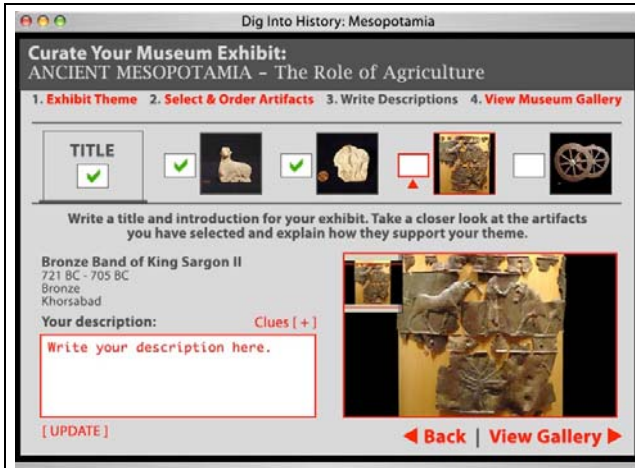 Dig Into History: Mesopotamia
Curate Your Museum Exhibit:
ANCIENT MESOPOTAMIA – The Role of Agriculture
1. Exhibit Theme 2. Select & Order Artifacts 3. Write Descriptions 4. View Museum Gallery
TITLE
Write a title and introduction for your exhibit. Take a closer look at the artifacts
you have selected and explain how they support your theme.
Bronze Band of King Sargon II
721 BC - 705 BC
Bronze
Khorsabad
Your description: Clues [ + ]
Write your description here.
[ UPDATE ]
Back | View Gallery